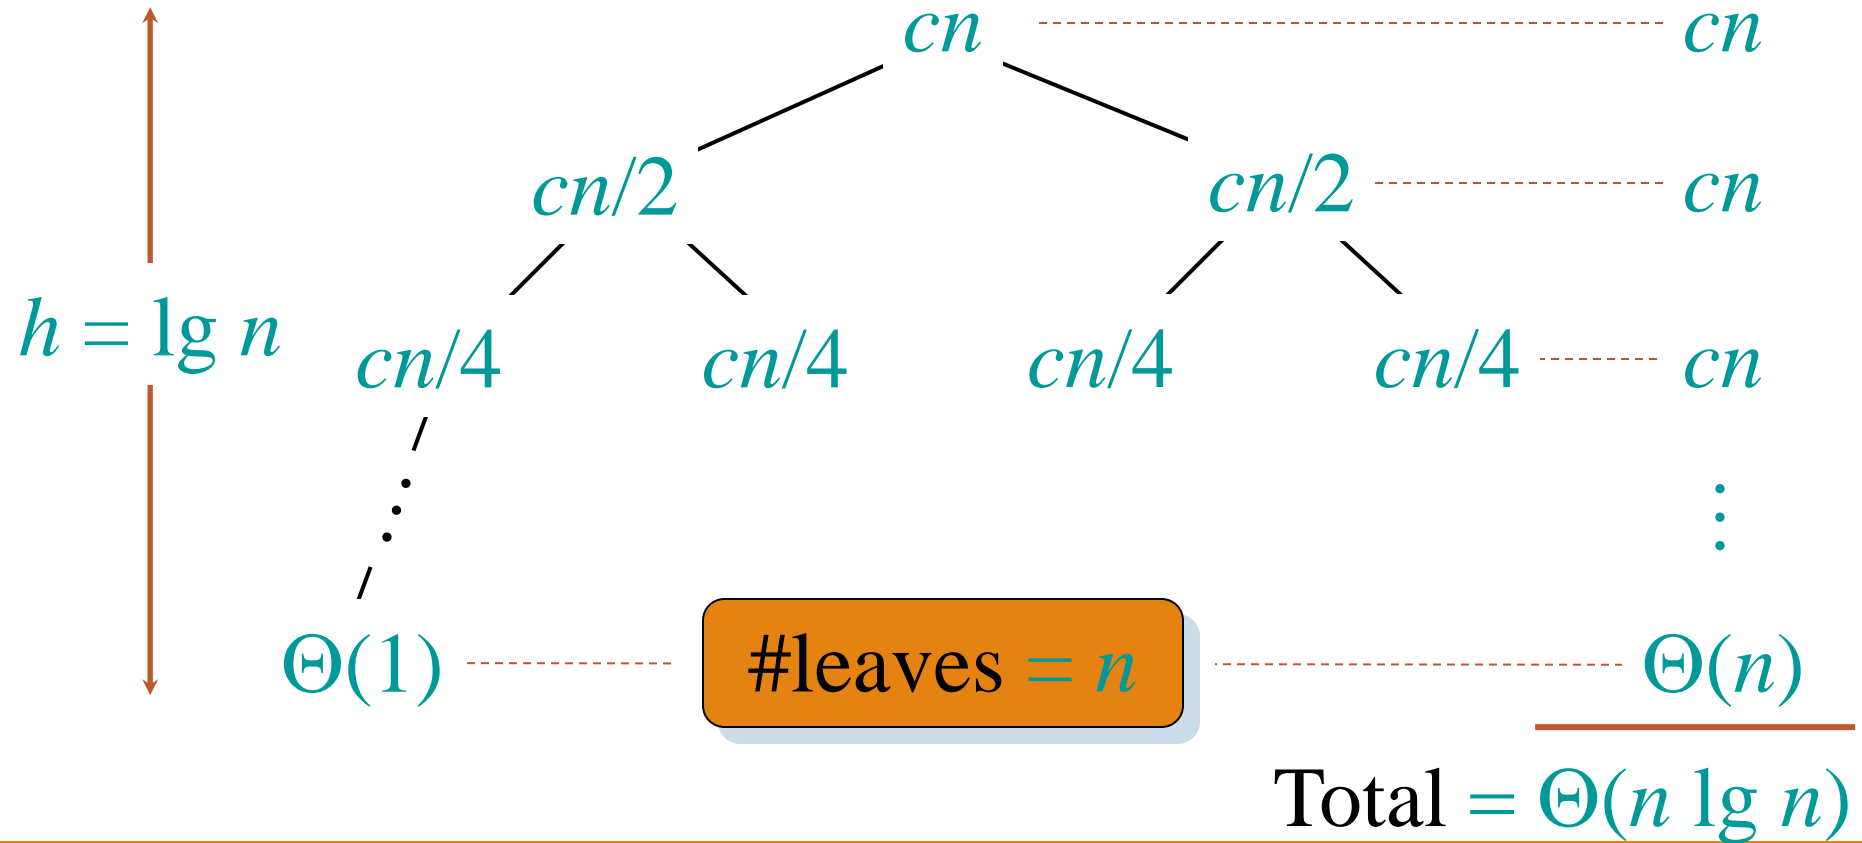 cn cn
cn/2 cn/2 cn
h = lg n cn/4 cn/4 cn/4 cn/4 cn
Θ(1) #leaves = n Θ(n)
Total = Θ(n lg n)